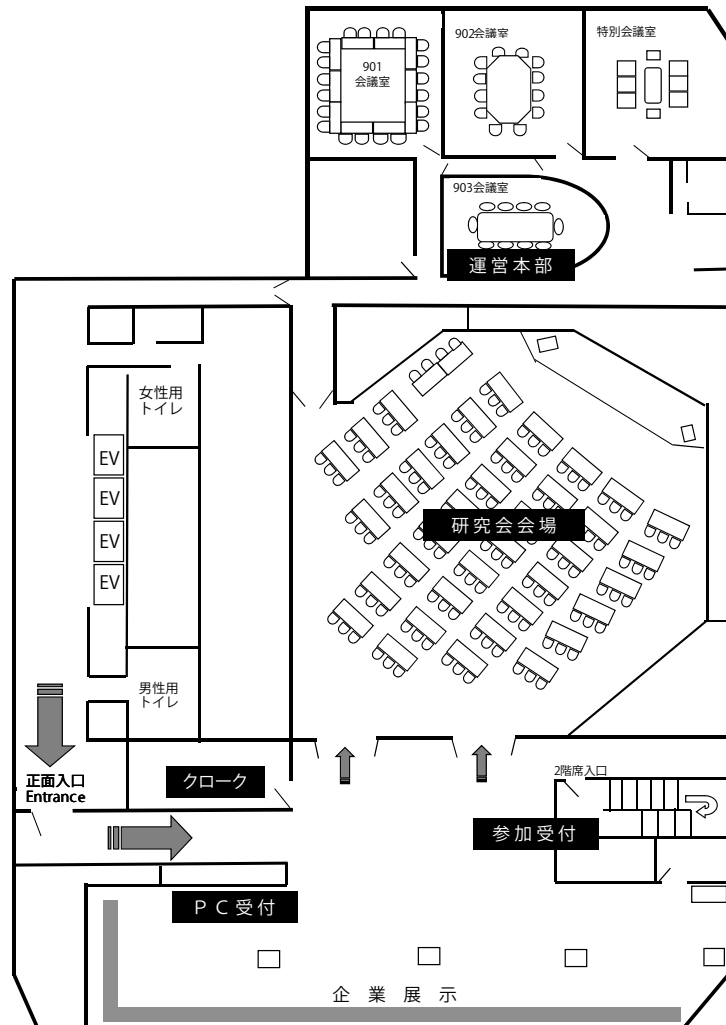 902会議室
特別会議室
901
会議室
903会議室
運営本部
女性用
トイレ
EV
EV
EV
EV
研究会会場
男性用
トイレ
正面入口
Entrance
クローク
2階席入口
参加受付
ＰＣ受付
企業展示